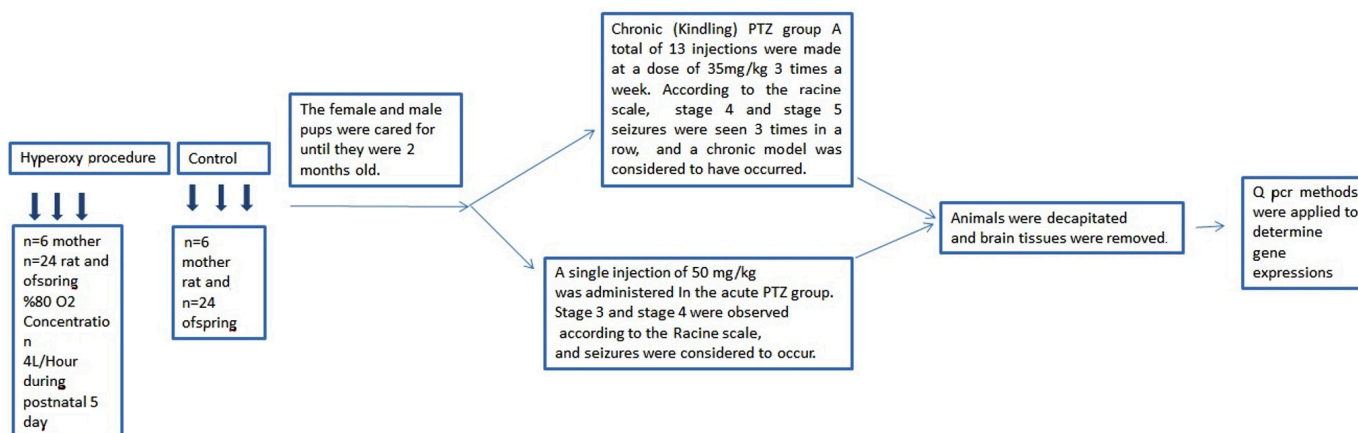 Hyperoxy procedure
n=6 mother
n=24 rat and
ofspring
%80 O2
Concentratio
n
4L/Hour
during
postnatal 5
day
Control
n=6
mother
rat and
n=24
ofspring
The female and male
pups were cared for
until they were 2
months old.
Chronic (Kindling) PTZ group A
total of 13 injections were made
at a dose of 35mg/kg 3 times a
week. According to the racine
scale, stage 4 and stage 5
seizures were seen 3 times in a
row, and a chronic model was
considered to have occurred.
A single injection of 50 mg/kg
was administered In the acute PTZ group.
Stage 3 and stage 4 were observed
according to the Racine scale,
and seizures were considered to occur.
Animals were decapitated
and brain tissues were removed.
Q pcr methods
were applied to
determine
gene
expressions